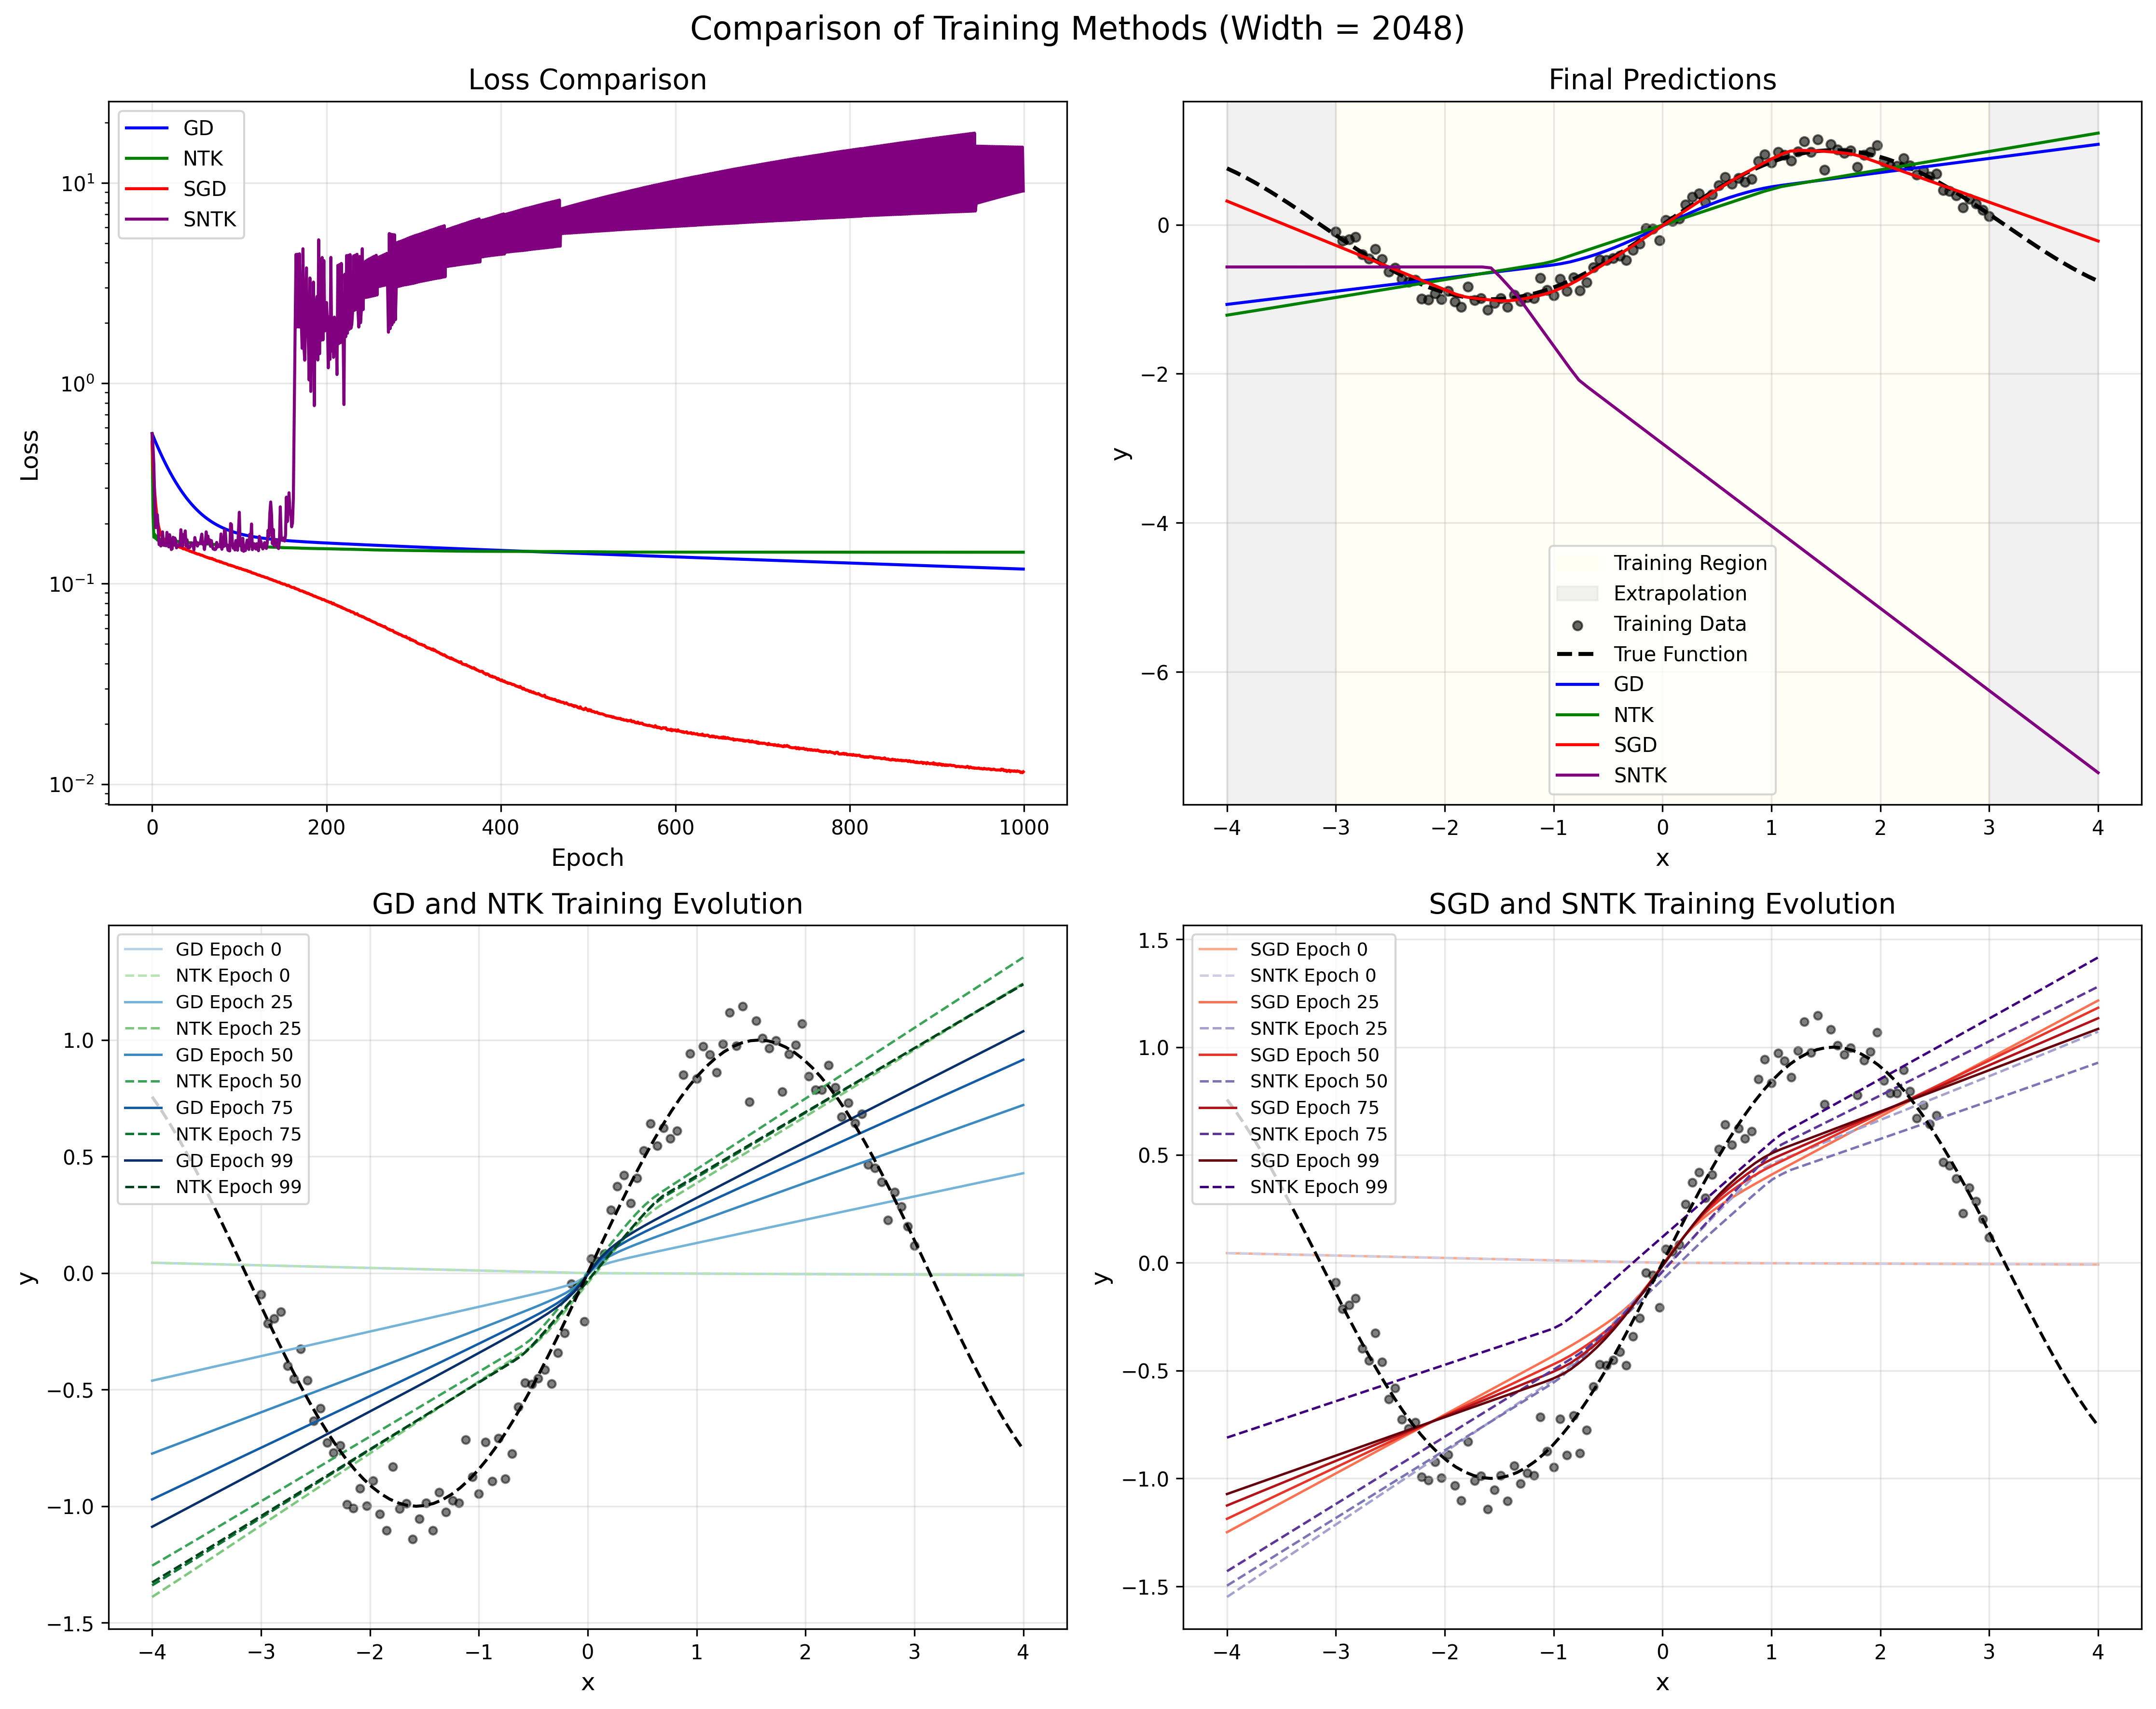 Comparison of Training Methods (Width = 2048)
Loss Comparison
GD
NTK
SGD
SNTK
10¹
10⁰
10⁻¹
10⁻²
Loss
0 200 400 600 800 1000
Epoch
Final Predictions
0
−2
−4
−6
y
Training Region
Extrapolation
Training Data
True Function
GD
NTK
SGD
SNTK
−4 −3 −2 −1 0 1 2 3 4
x
GD and NTK Training Evolution
GD Epoch 0
NTK Epoch 0
GD Epoch 25
NTK Epoch 25
GD Epoch 50
NTK Epoch 50
GD Epoch 75
NTK Epoch 75
GD Epoch 99
NTK Epoch 99
1.0
0.5
0.0
−0.5
−1.0
−1.5
y
−4 −3 −2 −1 0 1 2 3 4
x
SGD and SNTK Training Evolution
SGD Epoch 0
SNTK Epoch 0
SGD Epoch 25
SNTK Epoch 25
SGD Epoch 50
SNTK Epoch 50
SGD Epoch 75
SNTK Epoch 75
SGD Epoch 99
SNTK Epoch 99
1.5
1.0
0.5
0.0
−0.5
−1.0
−1.5
y
−4 −3 −2 −1 0 1 2 3 4
x